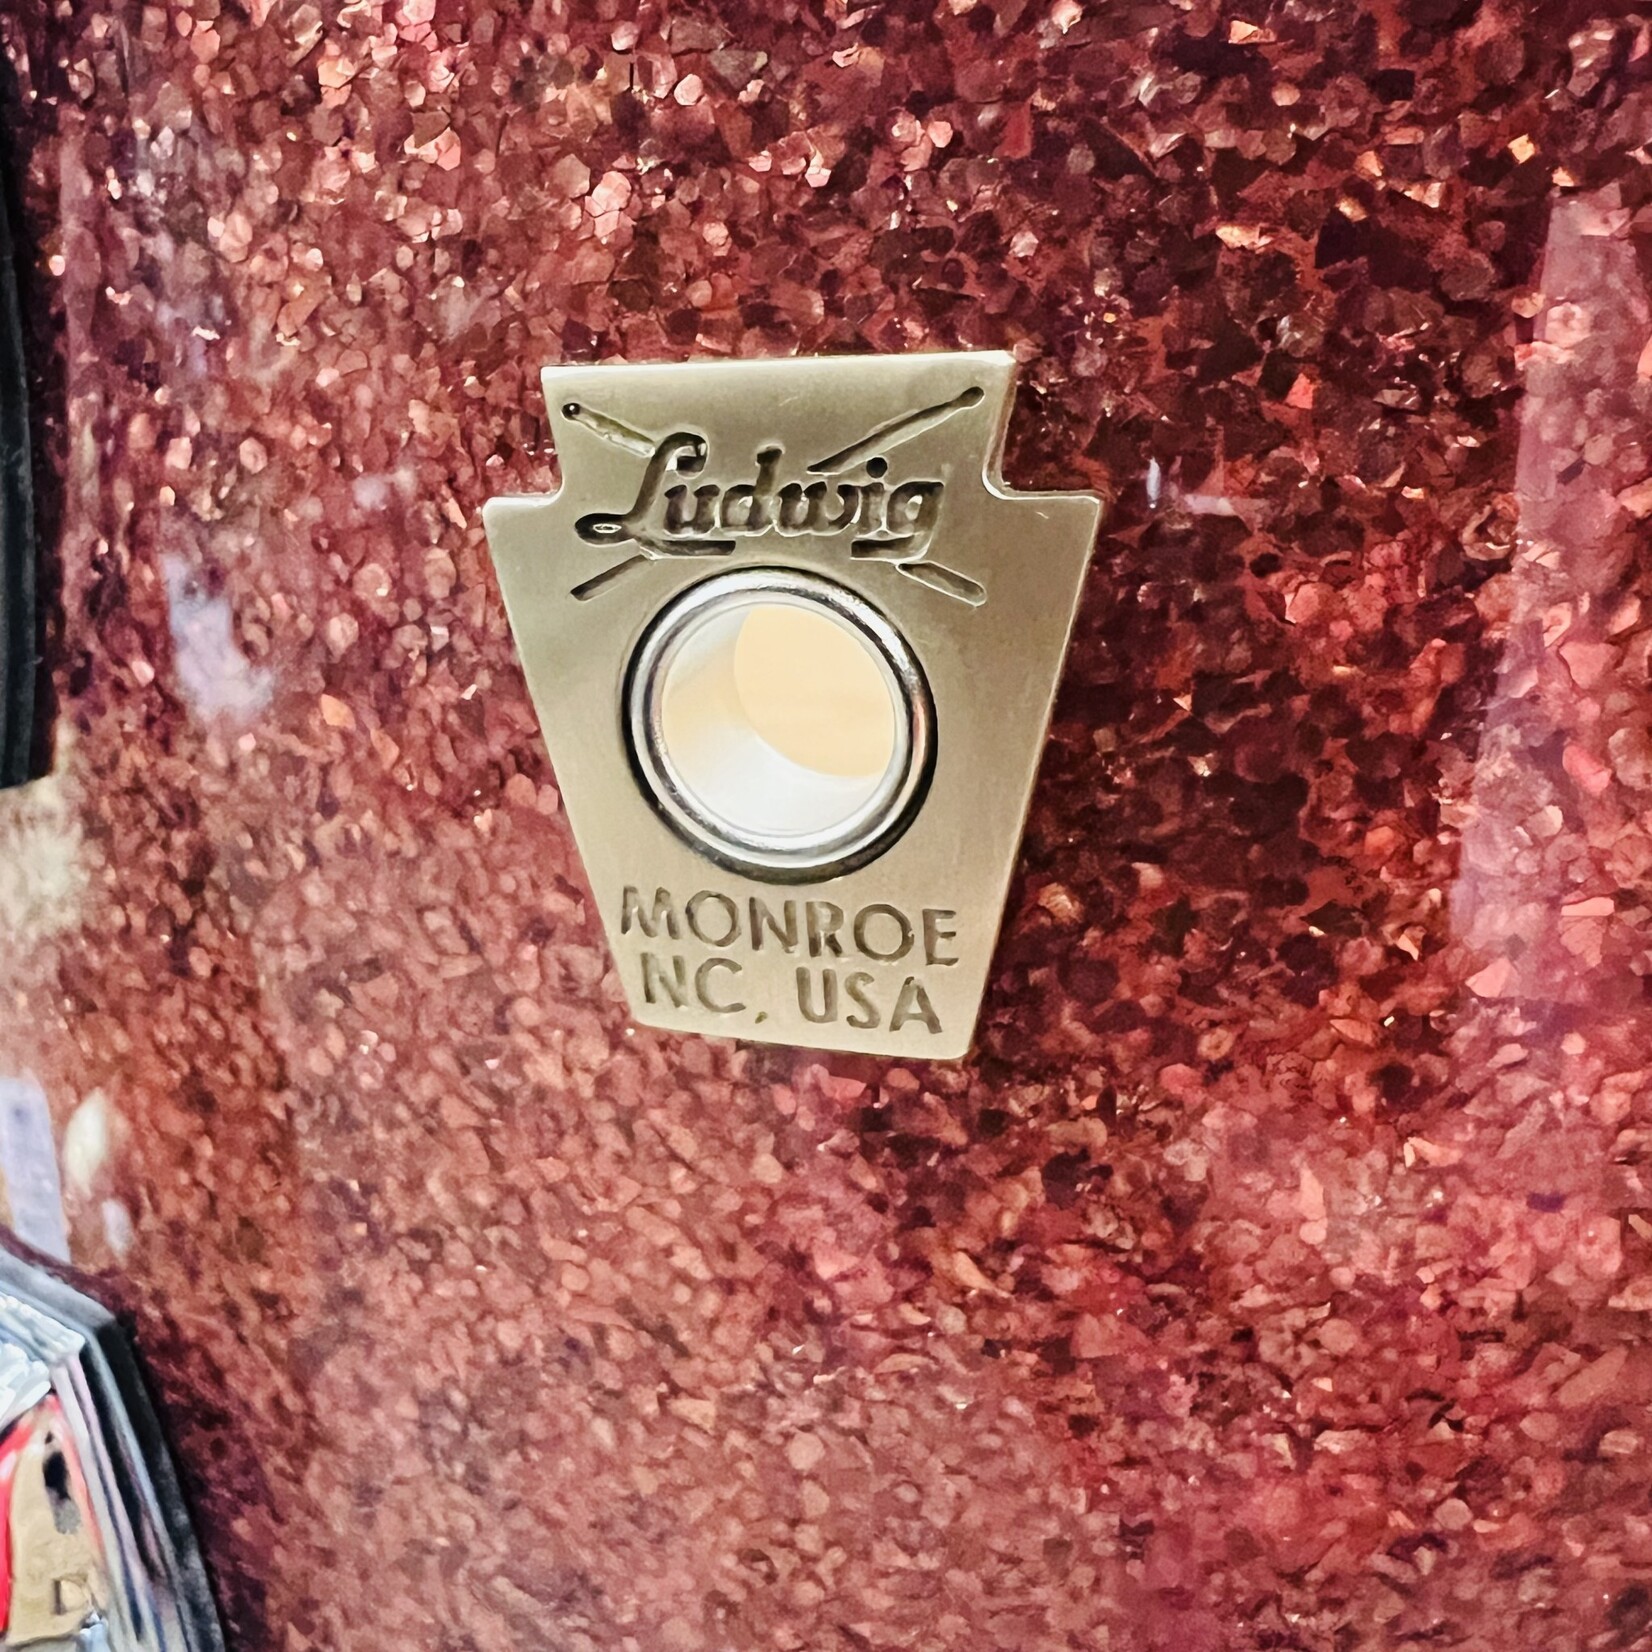 Ludwig
MONROE
NC, USA